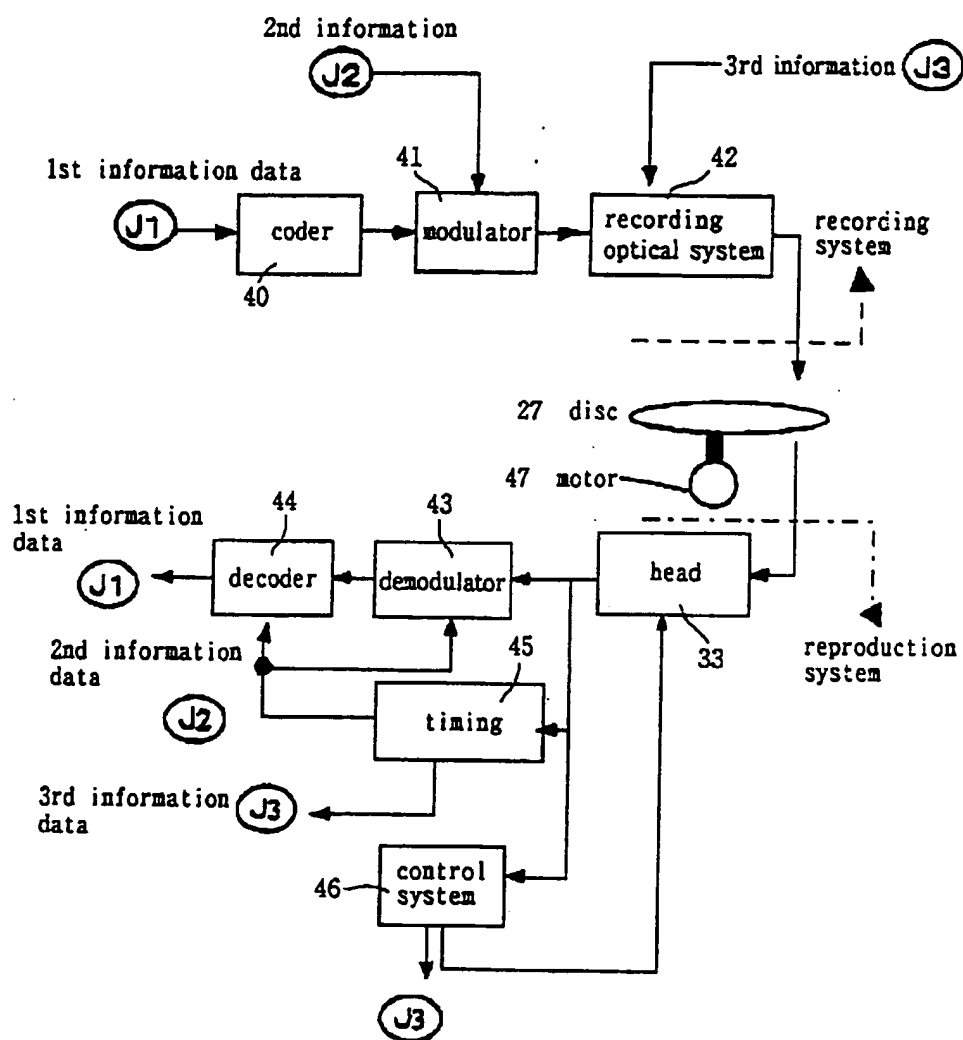 2nd information
J2
3rd information J3
1st information data
41
42
J1
coder
modulator
recording
optical system
recording
system
40
27 disc
47 motor
1st information
data
44
43
J1
decoder
demodulator
head
33
2nd information
data
45
reproduction
system
J2
timing
3rd information
data
J3
46
control
system
J3